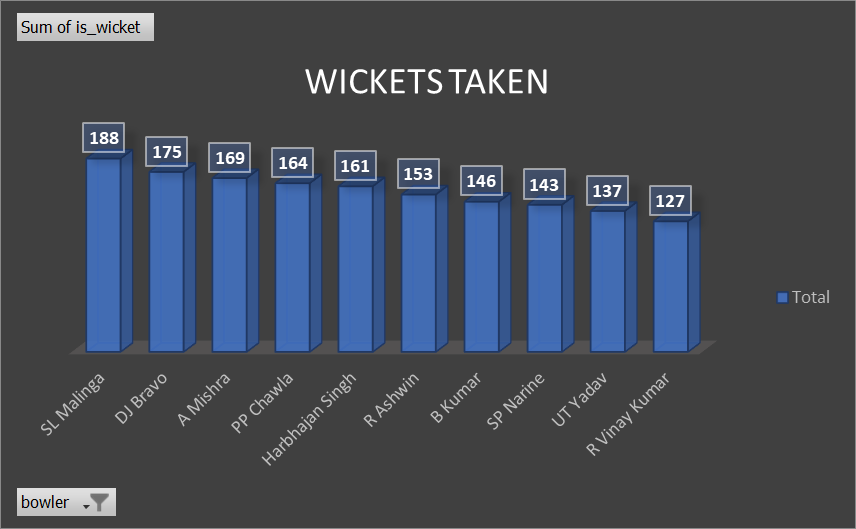 Sum of is_wicket
WICKETS TAKEN
188
175
169
164
161
153
146
143
137
127
Total
SL Malinga
DJ Bravo
A Mishra
PP Chawla
Harbhajan Singh
R Ashwin
B Kumar
SP Narine
UT Yadav
R Vinay Kumar
bowler